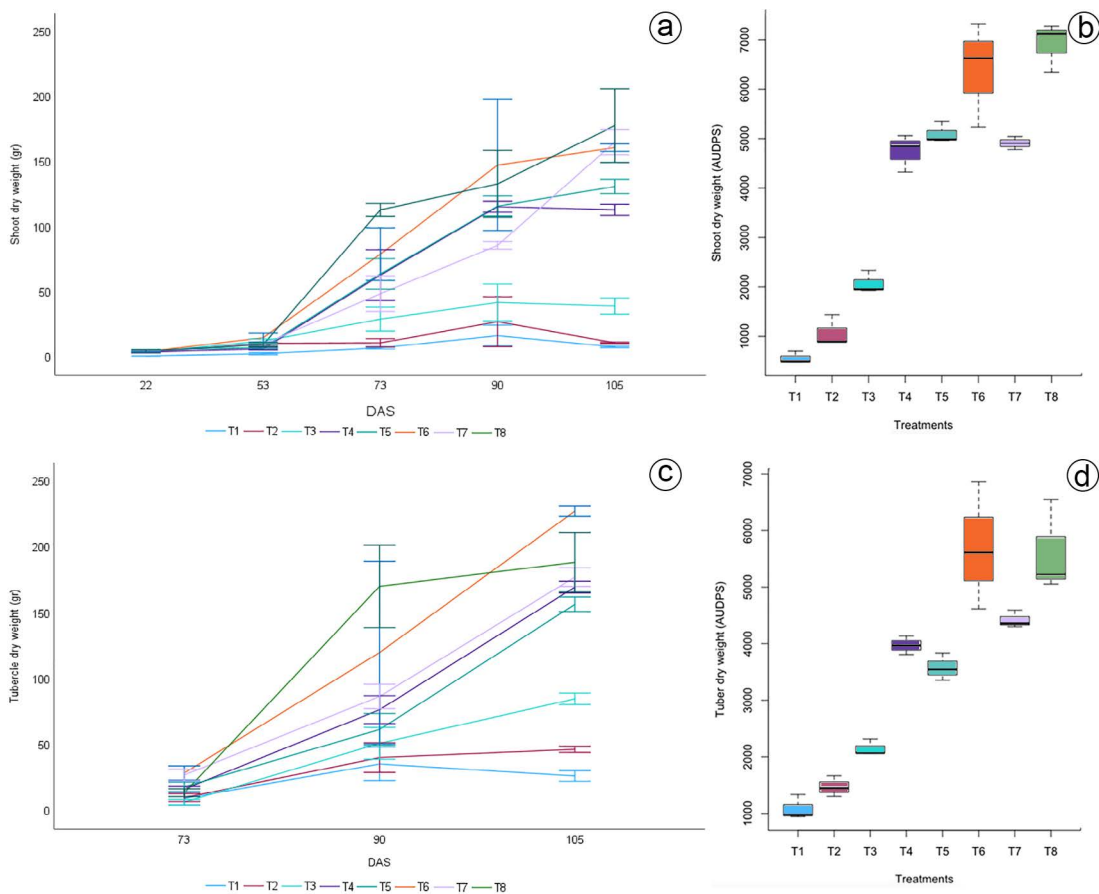 a
250
200
150
100
50
0
Shoot dry weight (gr)
22 53 73 90 105
DAS
T1 T2 T3 T4 T5 T6 T7 T8
b
7000
6000
5000
4000
3000
2000
1000
Shoot dry weight (AUDPS)
T1 T2 T3 T4 T5 T6 T7 T8
Treatments
c
250
200
150
100
50
0
Tubercle dry weight (gr)
73 90 105
DAS
T1 T2 T3 T4 T5 T6 T7 T8
d
7000
6000
5000
4000
3000
2000
1000
Tuber dry weight (AUDPS)
T1 T2 T3 T4 T5 T6 T7 T8
Treatments